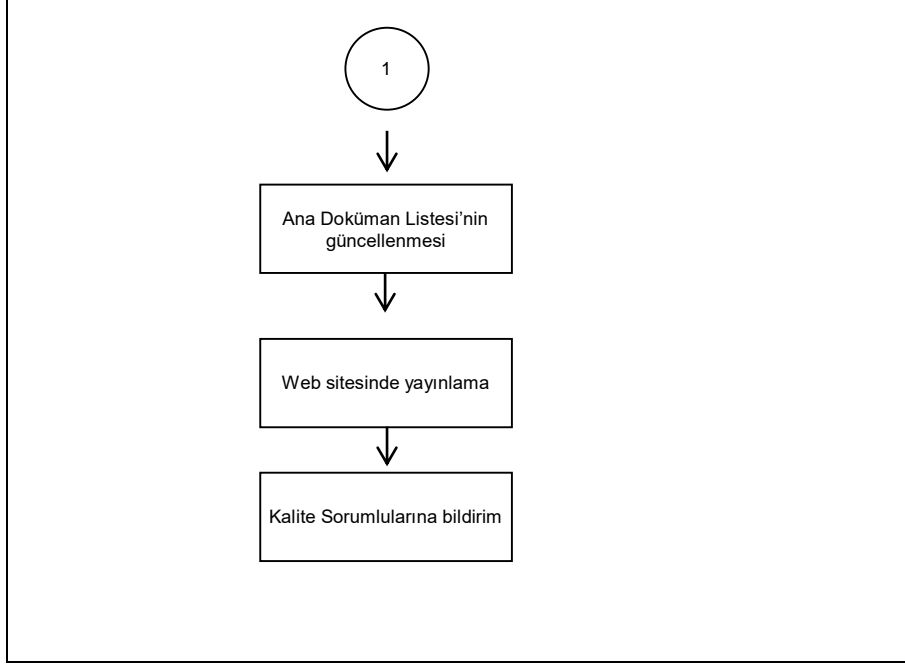 1
Ana Doküman Listesi’nin
güncellenmesi
Web sitesinde yayınlama
Kalite Sorumlularına bildirim